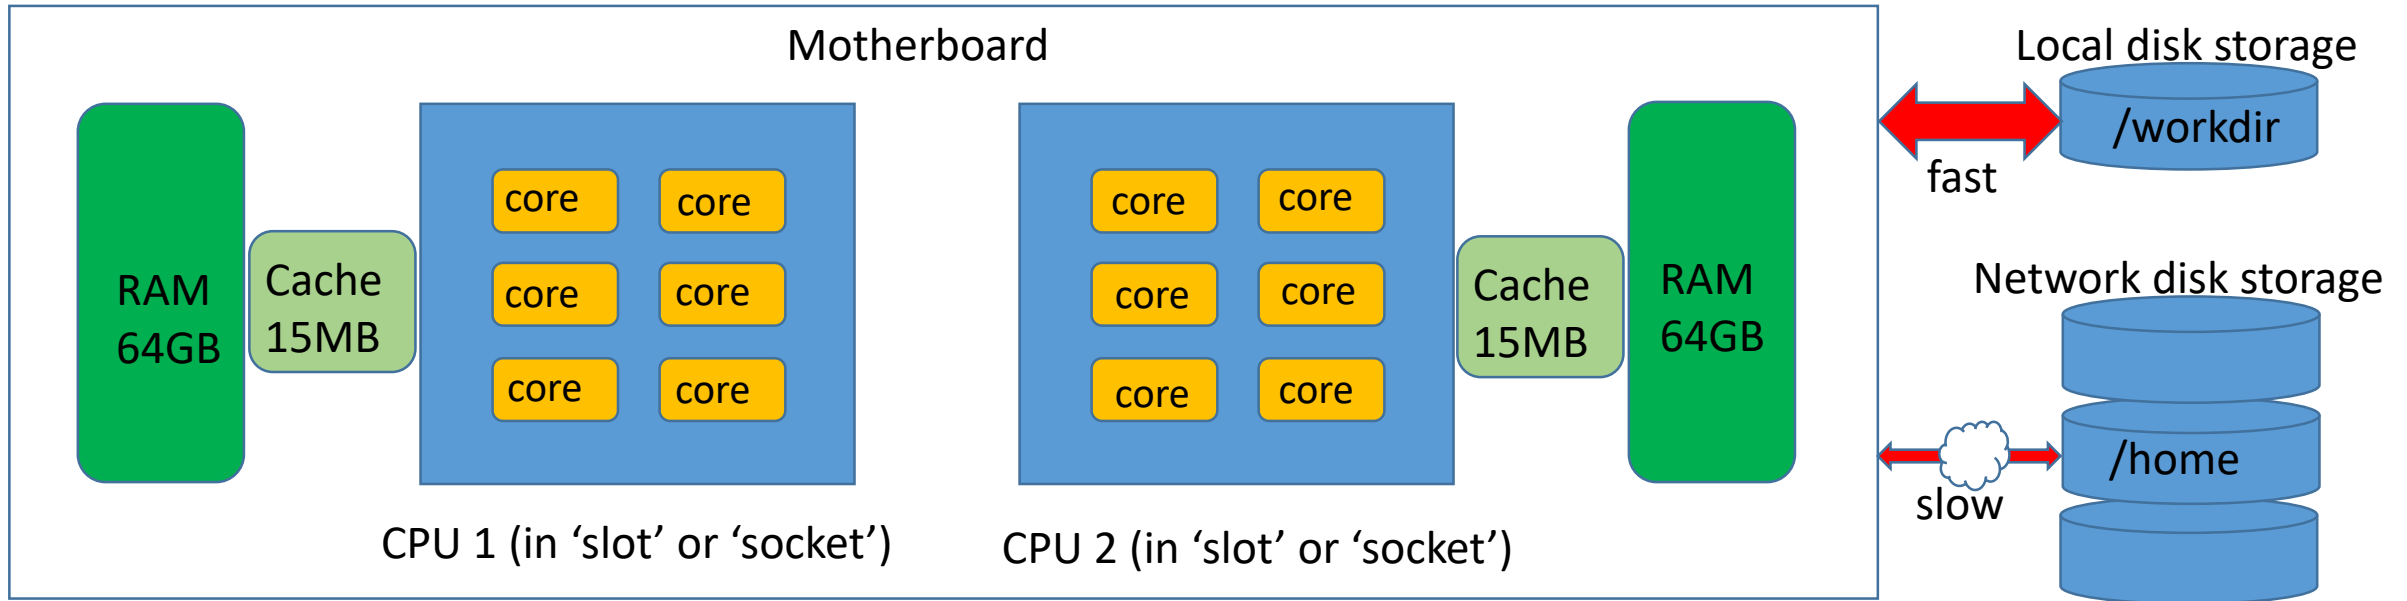 Motherboard
RAM
64GB
Cache
15MB
core
core
core
core
core
core
CPU 1 (in ‘slot’ or ‘socket’)
core
core
core
core
core
core
CPU 2 (in ‘slot’ or ‘socket’)
Cache
15MB
RAM
64GB
Local disk storage
/workdir
fast
Network disk storage
/home
slow